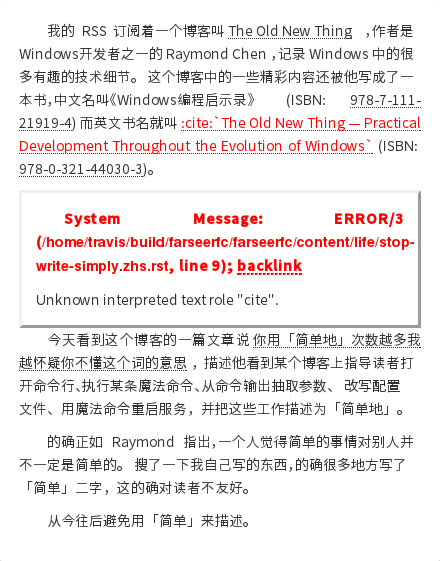 我的 RSS 订阅着一个博客叫 The Old New Thing ,作者是
Windows开发者之一的 Raymond Chen ,记录 Windows 中的很
多有趣的技术细节。 这个博客中的一些精彩内容还被他写成了一
本书,中文名叫《Windows编程启示录》 (ISBN: 978-7-111-
21919-4) 而英文书名就叫 :cite:`The Old New Thing — Practical
Development Throughout the Evolution of Windows` (ISBN:
978-0-321-44030-3)。
System Message: ERROR/3
(/home/travis/build/farseerfc/farseerfc/content/life/stop-
write-simply.zhs.rst, line 9); backlink
Unknown interpreted text role "cite".
今天看到这个博客的一篇文章说 你用「简单地」次数越多我
越怀疑你不懂这个词的意思 , 描述他看到某个博客上指导读者打
开命令行、执行某条魔法命令、从命令输出抽取参数、 改写配置
文件、用魔法命令重启服务，并把这些工作描述为「简单地」。
的确正如 Raymond 指出,一个人觉得简单的事情对别人并
不一定是简单的。 搜了一下我自己写的东西,的确很多地方写了
「简单」二字，这的确对读者不友好。
从今往后避免用「简单」来描述。